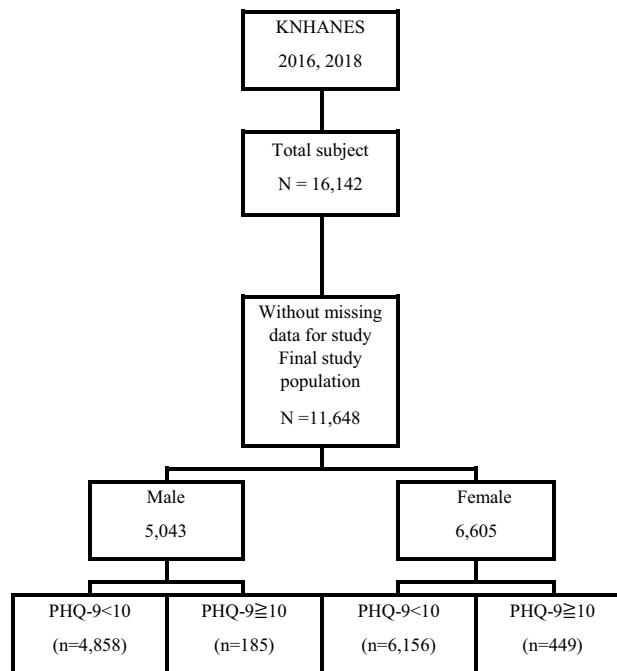 KNHANES
2016, 2018
Total subject
N = 16,142
Without missing
data for study
Final study
population
N =11,648
Male
5,043
Female
6,605
PHQ-9<10
(n=4,858)
PHQ-9≧10
(n=185)
PHQ-9<10
(n=6,156)
PHQ-9≧10
(n=449)